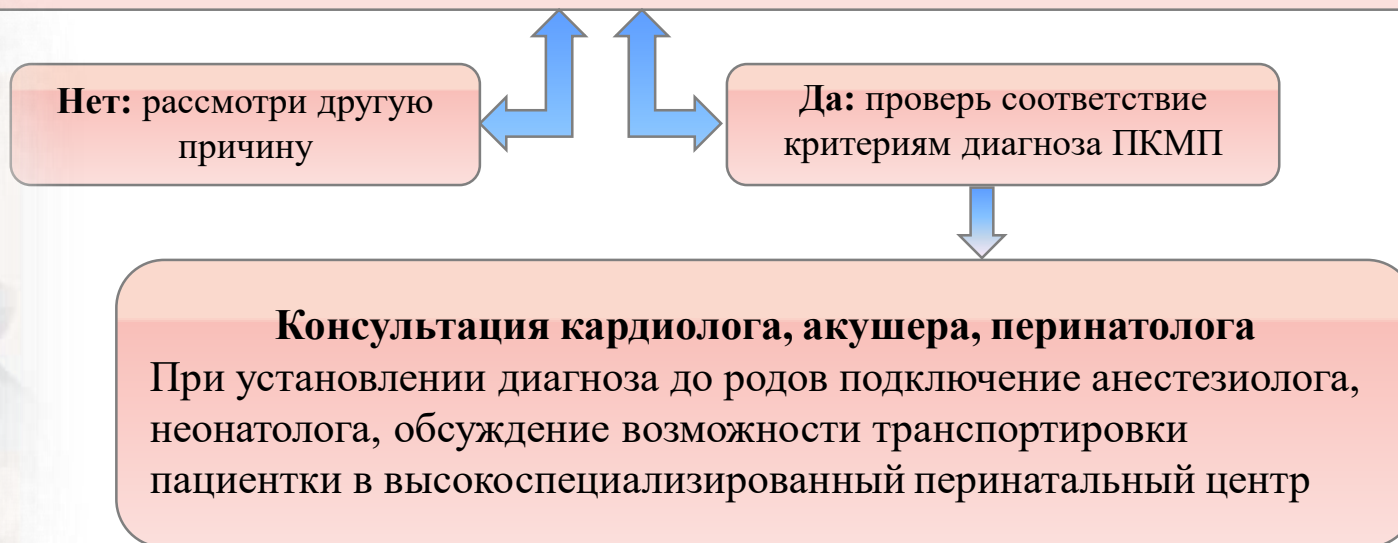 Нет: рассмотри другую
причину
Да: проверь соответствие
критериям диагноза ПКМП
Консультация кардиолога, акушера, перинатолога
При установлении диагноза до родов подключение анестезиолога,
неонатолога, обсуждение возможности транспортировки
пациентки в высокоспециализированный перинатальный центр